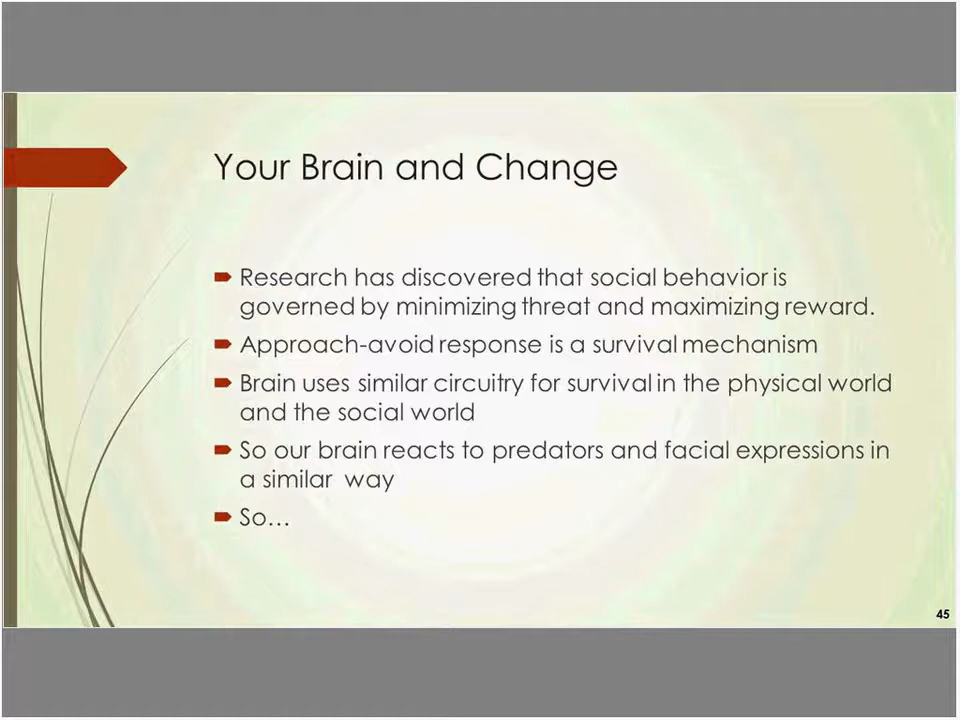 Your Brain and Change
Research has discovered that social behavior is
governed by minimizing threat and maximizing reward.
Approach-avoid response is a survival mechanism
Brain uses similar circuitry for survival in the physical world
and the social world
So our brain reacts to predators and facial expressions in
a similar way
So...
45